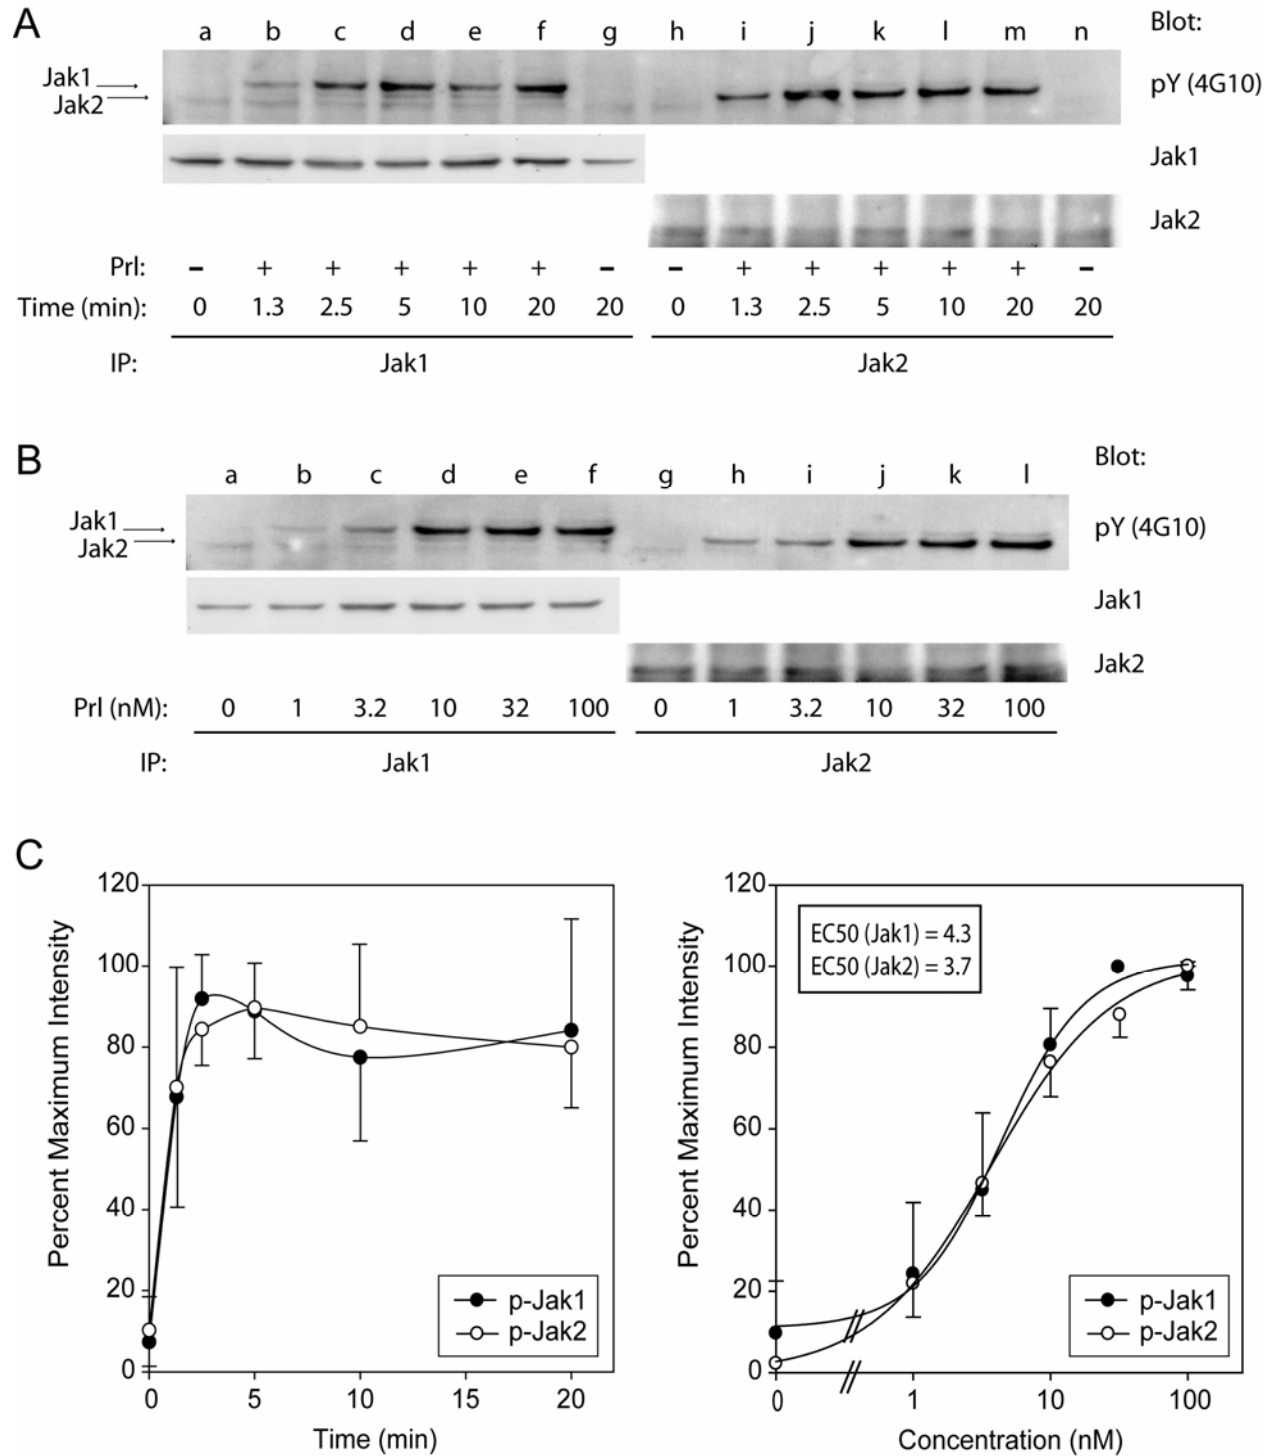 A
a b c d e f g h i j k l m n Blot:
Jak1
Jak2
pY (4G10)
Jak1
Jak2
Prl: – + + + + + – – + + + + + –
Time (min): 0 1.3 2.5 5 10 20 20 0 1.3 2.5 5 10 20 20
IP: Jak1 Jak2
B
a b c d e f g h i j k l Blot:
Jak1
Jak2
pY (4G10)
Jak1
Jak2
Prl (nM): 0 1 3.2 10 32 100 0 1 3.2 10 32 100
IP: Jak1 Jak2
C
Percent Maximum Intensity
120
100
80
60
40
20
0
p-Jak1
p-Jak2
0 5 10 15 20
Time (min)
Percent Maximum Intensity
120
100
80
60
40
20
0
EC50 (Jak1) = 4.3
EC50 (Jak2) = 3.7
p-Jak1
p-Jak2
0 1 10 100
Concentration (nM)